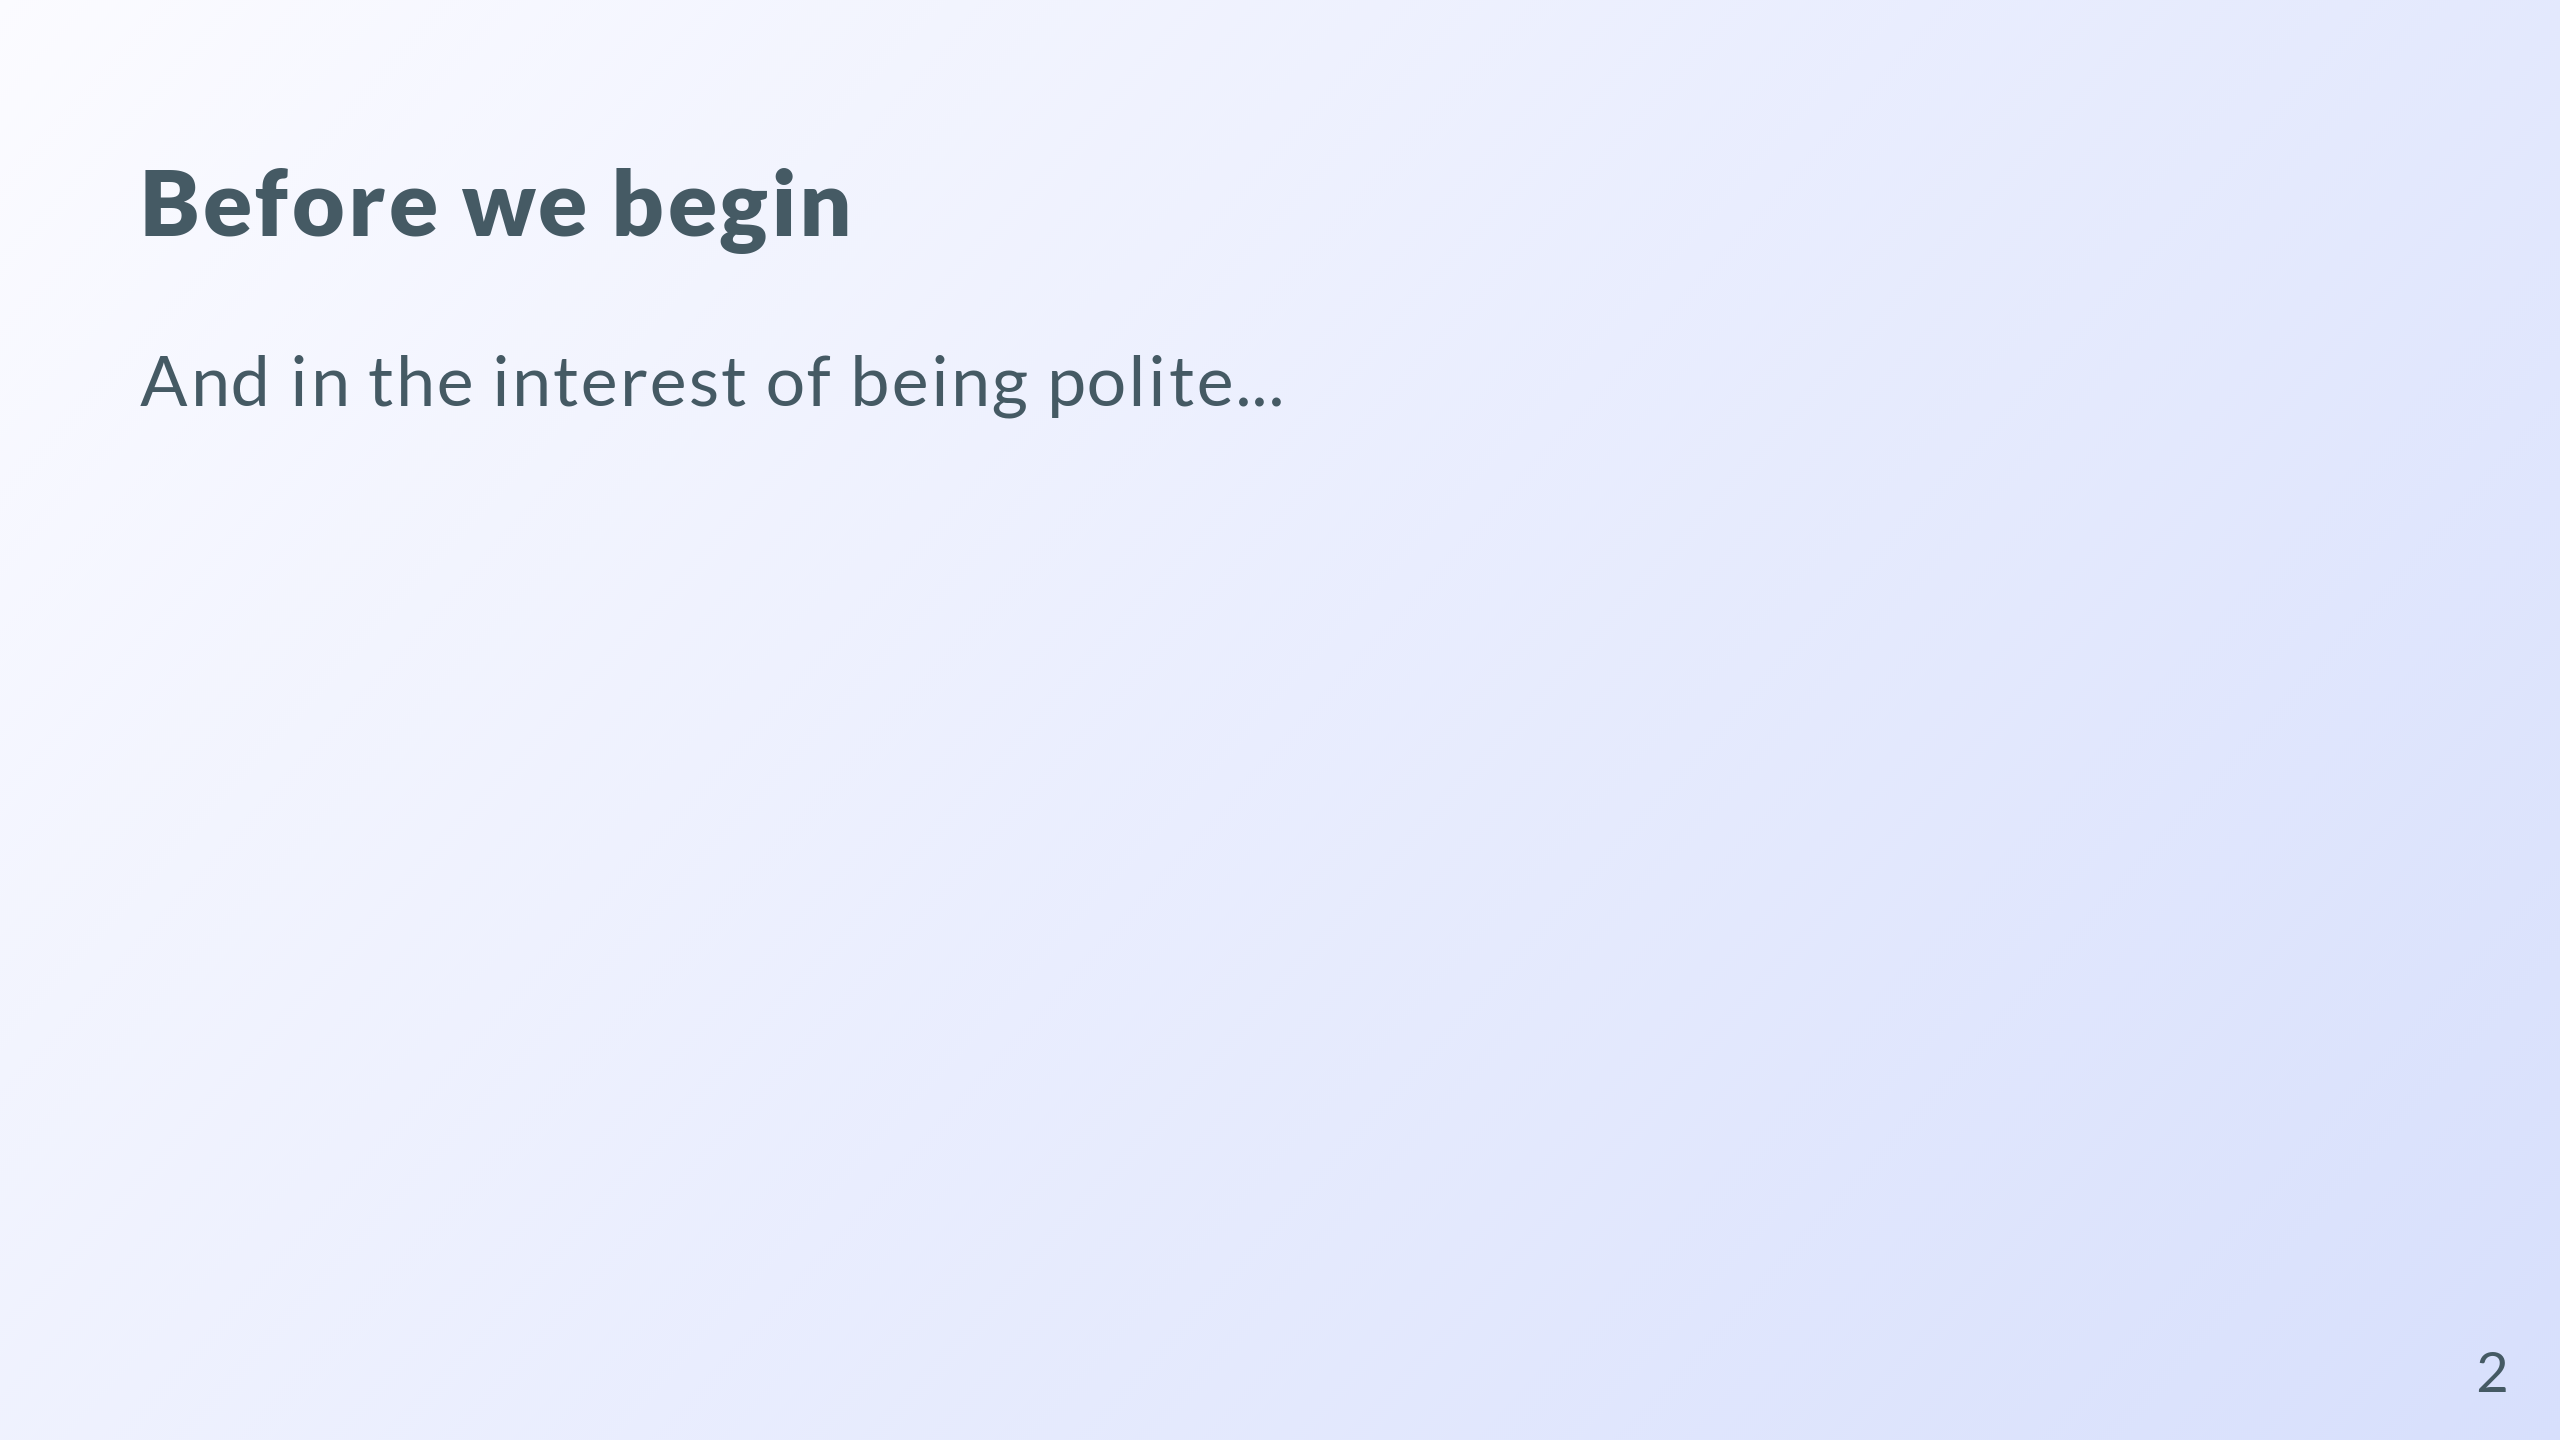 Before we begin
And in the interest of being polite...
2